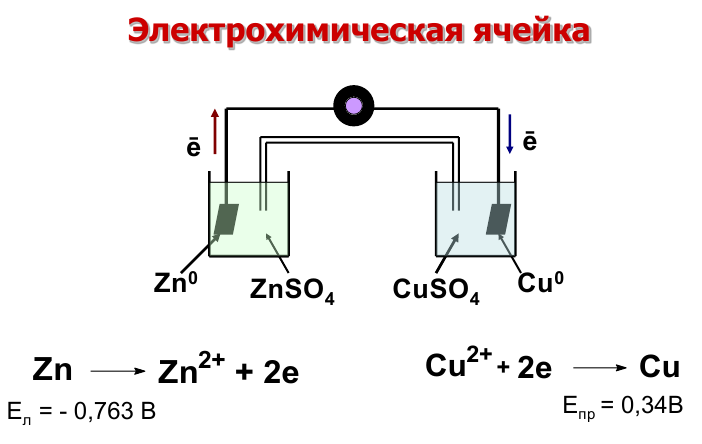 Электрохимическая ячейка
ē
ē
Zn⁰
ZnSO₄
CuSO₄
Cu⁰
Zn ⟶ Zn²⁺ + 2e
Cu²⁺ + 2e ⟶ Cu
Eл = - 0,763 В
Eпр = 0,34В